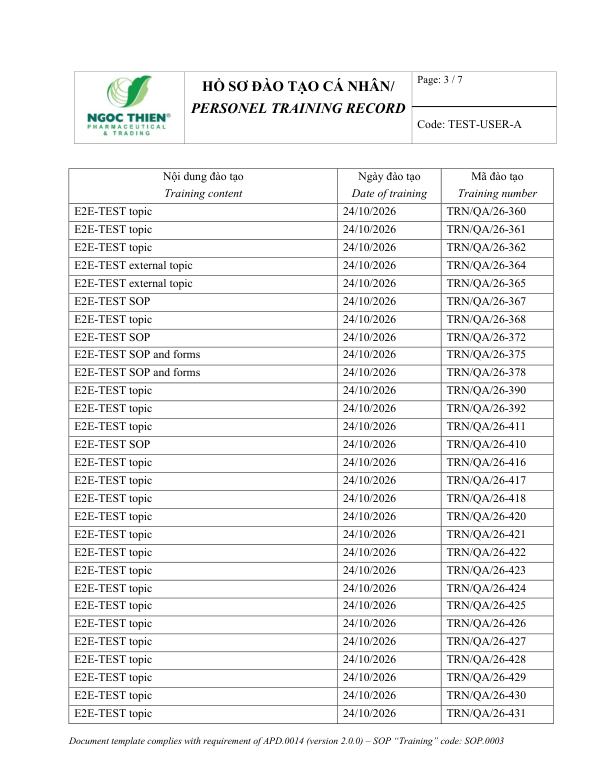 NGOC THIEN
PHARMACEUTICAL
& TRADING
HỒ SƠ ĐÀO TẠO CÁ NHÂN/
PERSONEL TRAINING RECORD
Page: 3 / 7
Code: TEST-USER-A
Nội dung đào tạo Ngày đào tạo Mã đào tạo
Training content Date of training Training number
E2E-TEST topic 24/10/2026 TRN/QA/26-360
E2E-TEST topic 24/10/2026 TRN/QA/26-361
E2E-TEST topic 24/10/2026 TRN/QA/26-362
E2E-TEST external topic 24/10/2026 TRN/QA/26-364
E2E-TEST external topic 24/10/2026 TRN/QA/26-365
E2E-TEST SOP 24/10/2026 TRN/QA/26-367
E2E-TEST topic 24/10/2026 TRN/QA/26-368
E2E-TEST SOP 24/10/2026 TRN/QA/26-372
E2E-TEST SOP and forms 24/10/2026 TRN/QA/26-375
E2E-TEST SOP and forms 24/10/2026 TRN/QA/26-378
E2E-TEST topic 24/10/2026 TRN/QA/26-390
E2E-TEST topic 24/10/2026 TRN/QA/26-392
E2E-TEST topic 24/10/2026 TRN/QA/26-411
E2E-TEST SOP 24/10/2026 TRN/QA/26-410
E2E-TEST topic 24/10/2026 TRN/QA/26-416
E2E-TEST topic 24/10/2026 TRN/QA/26-417
E2E-TEST topic 24/10/2026 TRN/QA/26-418
E2E-TEST topic 24/10/2026 TRN/QA/26-420
E2E-TEST topic 24/10/2026 TRN/QA/26-421
E2E-TEST topic 24/10/2026 TRN/QA/26-422
E2E-TEST topic 24/10/2026 TRN/QA/26-423
E2E-TEST topic 24/10/2026 TRN/QA/26-424
E2E-TEST topic 24/10/2026 TRN/QA/26-425
E2E-TEST topic 24/10/2026 TRN/QA/26-426
E2E-TEST topic 24/10/2026 TRN/QA/26-427
E2E-TEST topic 24/10/2026 TRN/QA/26-428
E2E-TEST topic 24/10/2026 TRN/QA/26-429
E2E-TEST topic 24/10/2026 TRN/QA/26-430
E2E-TEST topic 24/10/2026 TRN/QA/26-431
Document template complies with requirement of APD.0014 (version 2.0.0) – SOP “Training” code: SOP.0003